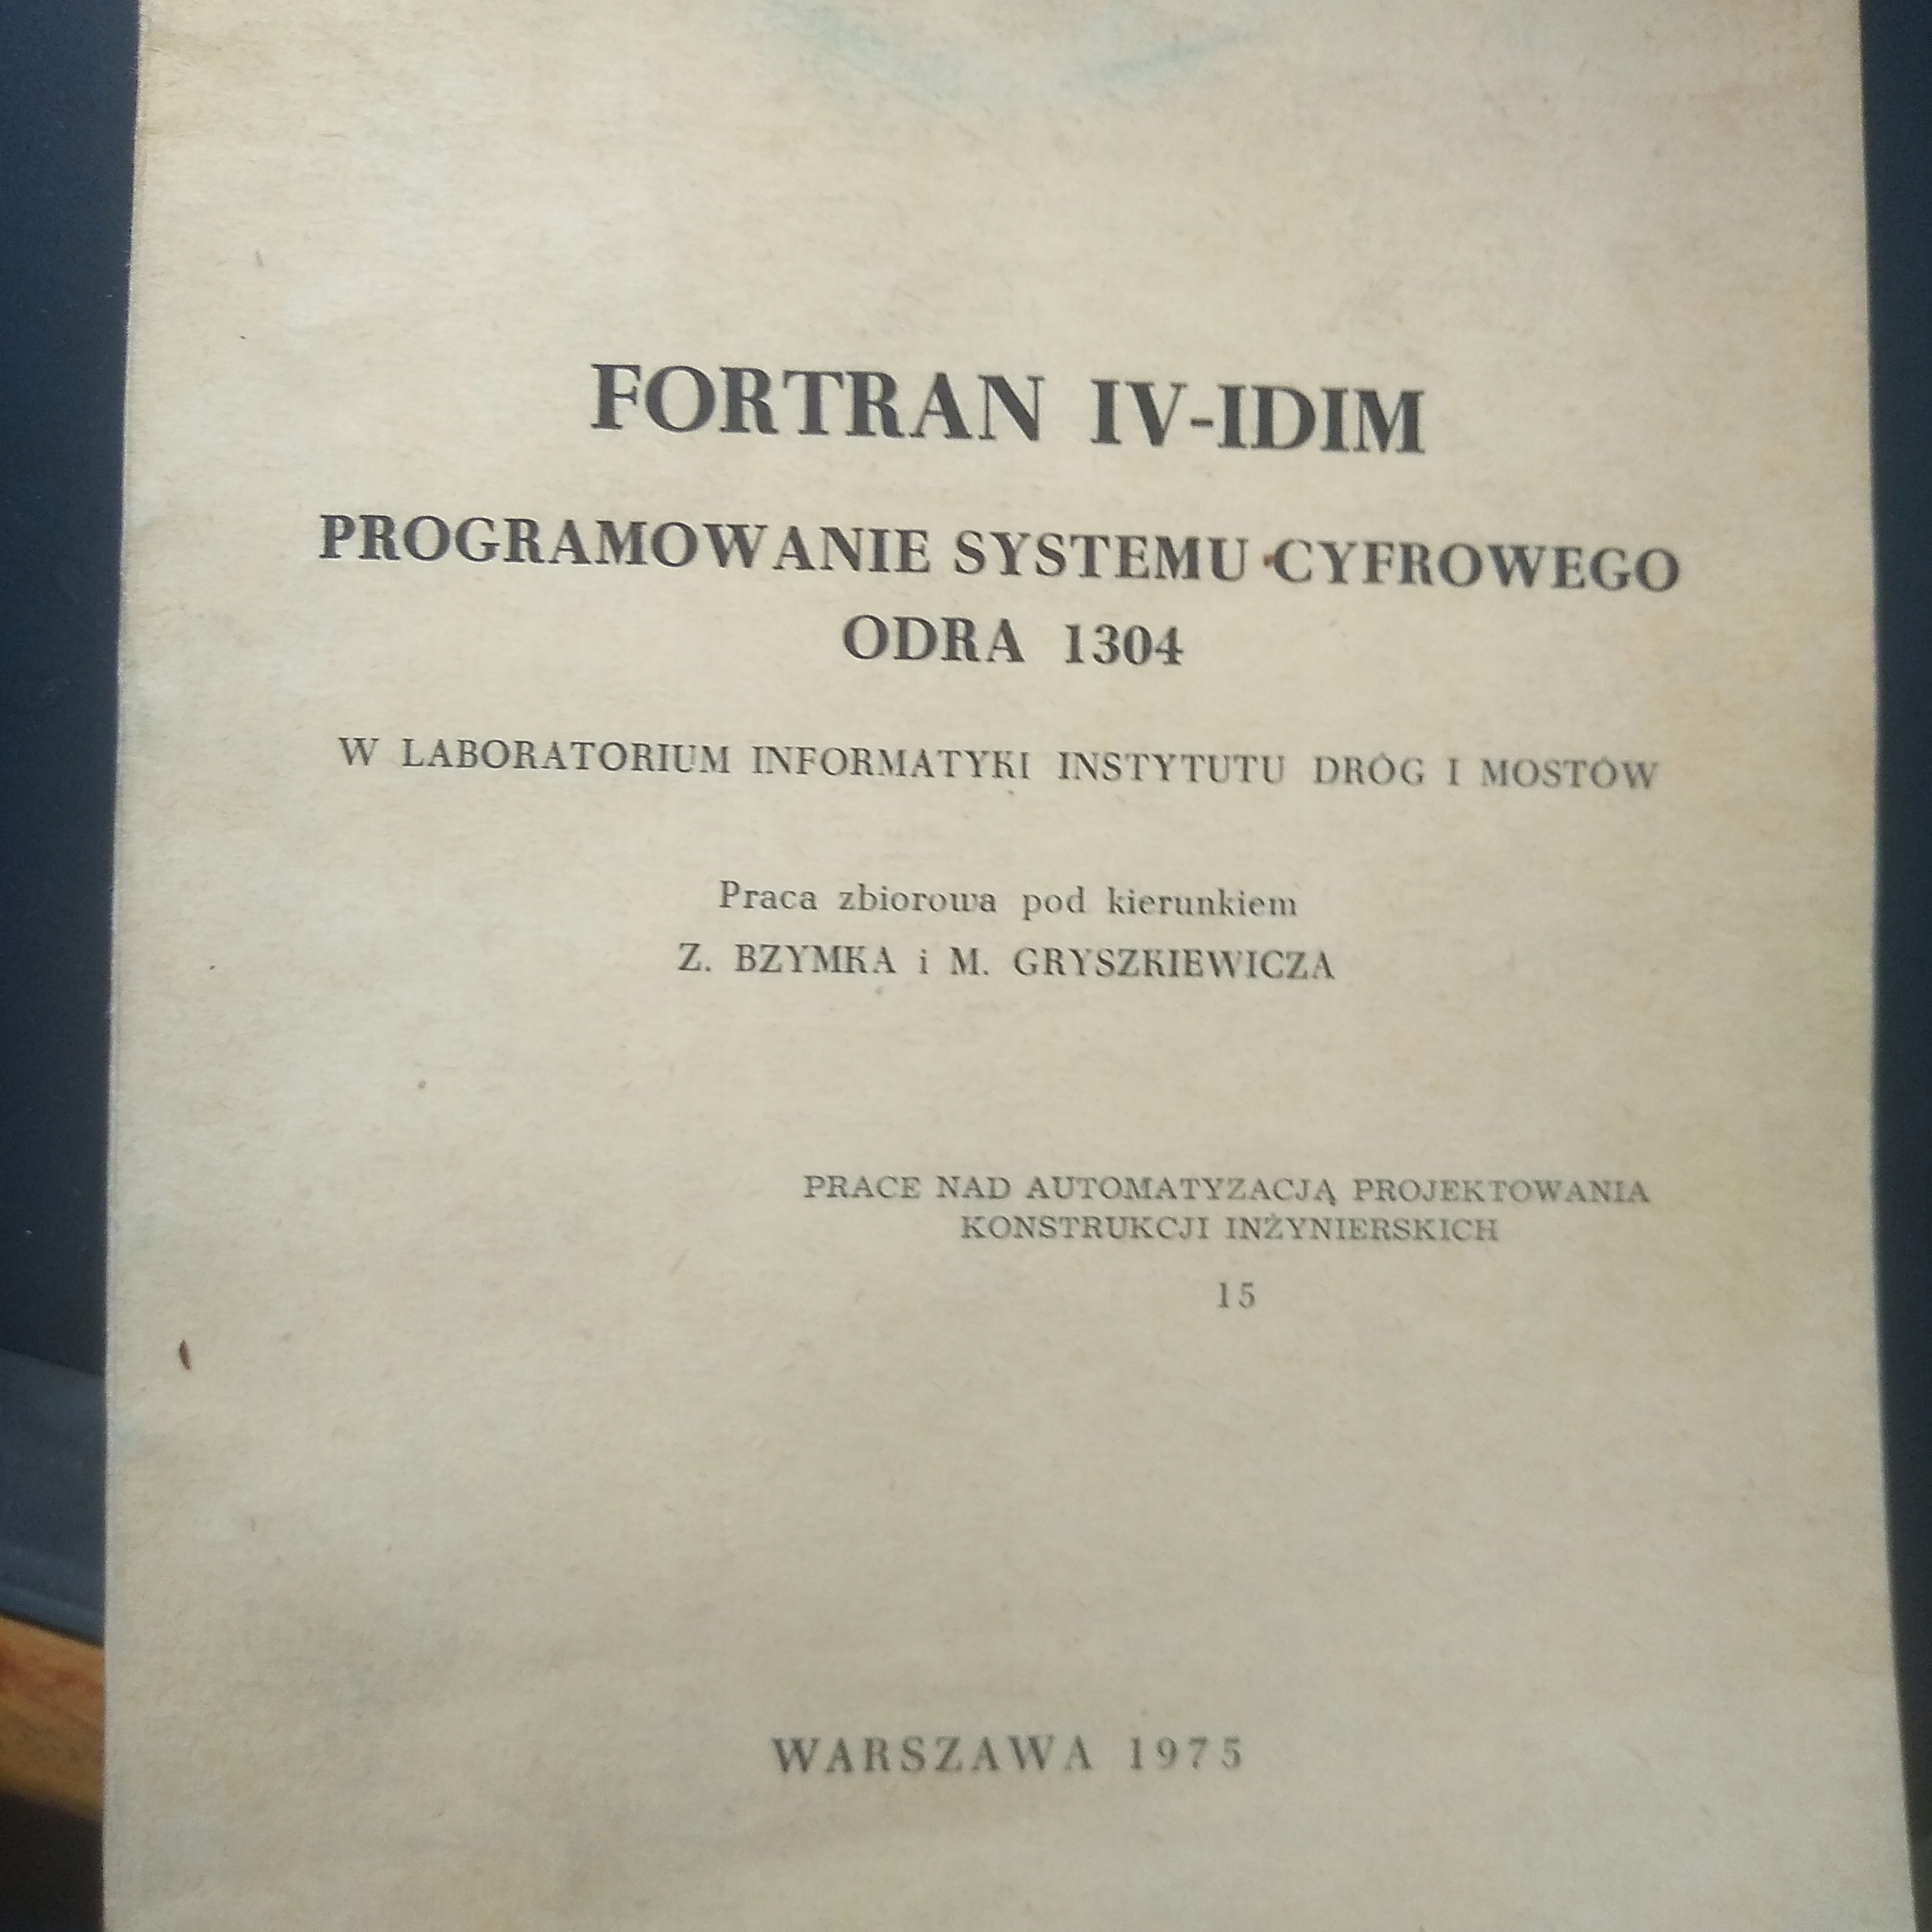 FORTRAN IV-IDIM
PROGRAMOWANIE SYSTEMU CYFROWEGO
ODRA 1304
W LABORATORIUM INFORMATYKI INSTYTUTU DRÓG I MOSTÓW
Praca zbiorowa pod kierunkiem
Z. BZYMKA i M. GRYSZKIEWICZA
PRACE NAD AUTOMATYZACJĄ PROJEKTOWANIA
KONSTRUKCJI INŻYNIERSKICH
15
WARSZAWA 1975